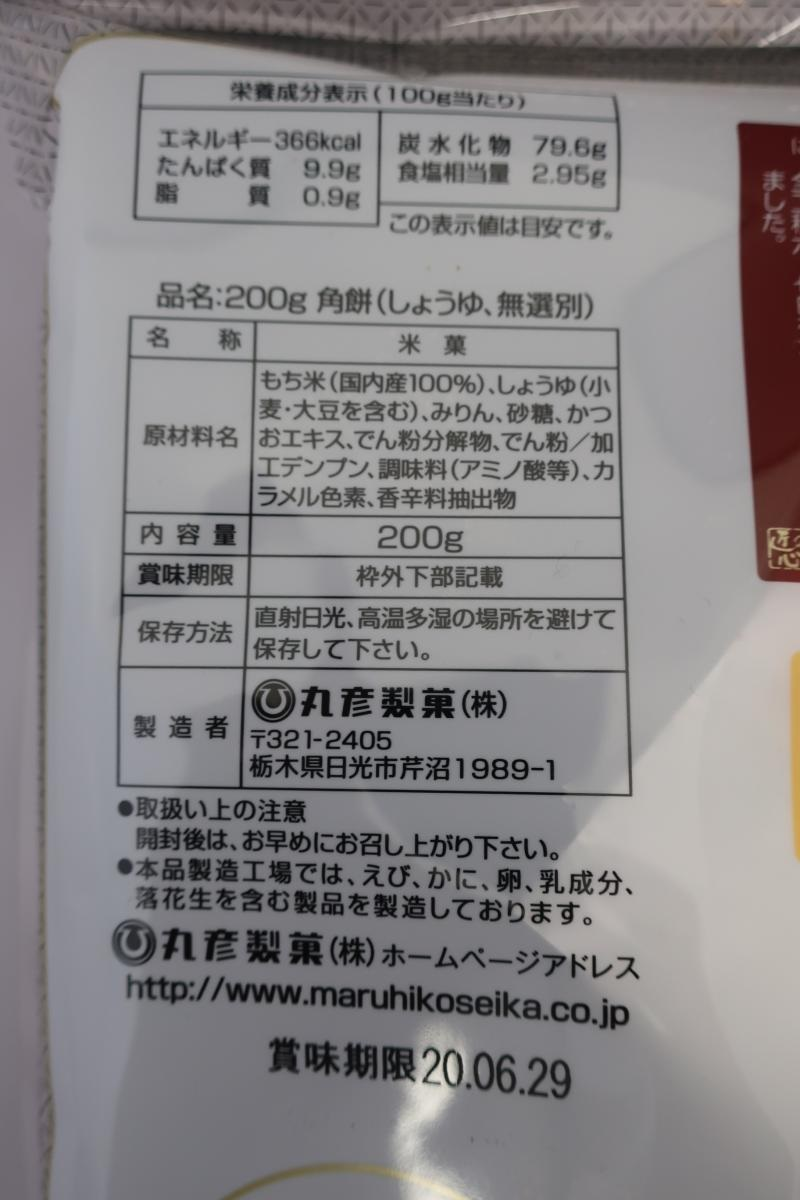 栄養成分表示(100g当たり)
エネルギー366kcal
たんぱく質 9.9g
脂質 0.9g
炭水化物 79.6g
食塩相当量 2.95g
この表示値は目安です。
品名:200g 角餅(しょうゆ、無選別)
名称 米菓
原材料名
もち米(国内産100%)、しょうゆ(小
麦・大豆を含む)、みりん、砂糖、かつ
おエキス、でん粉分解物、でん粉/加
工デンプン、調味料(アミノ酸等)、カ
ラメル色素、香辛料抽出物
内容量 200g
賞味期限 枠外下部記載
保存方法
直射日光、高温多湿の場所を避けて
保存して下さい。
製造者
丸彦製菓(株)
〒321-2405
栃木県日光市芹沼1989-1
●取扱い上の注意
開封後は、お早めにお召し上がり下さい。
●本品製造工場では、えび、かに、卵、乳成分、
落花生を含む製品を製造しております。
丸彦製菓(株)ホームページアドレス
http://www.maruhikoseika.co.jp
賞味期限20.06.29
ました。